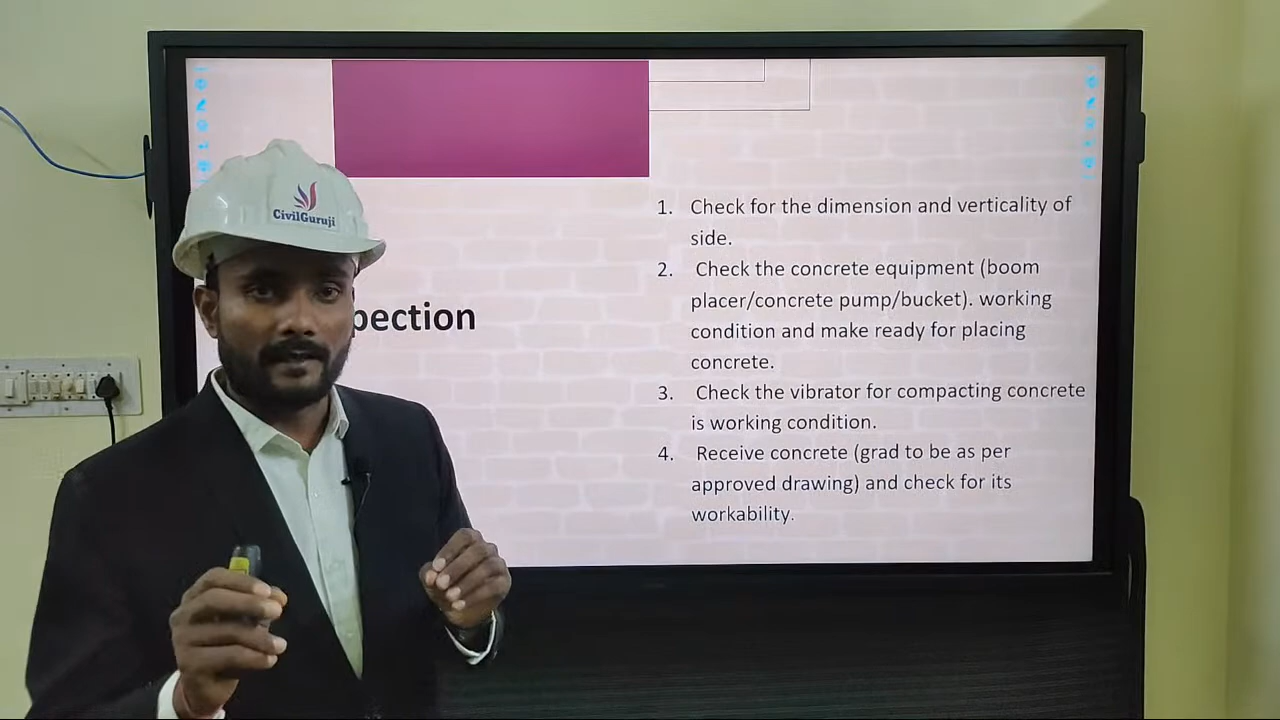 CivilGuruji
pection
1. Check for the dimension and verticality of
side.
2. Check the concrete equipment (boom
placer/concrete pump/bucket). working
condition and make ready for placing
concrete.
3. Check the vibrator for compacting concrete
is working condition.
4. Receive concrete (grad to be as per
approved drawing) and check for its
workability.